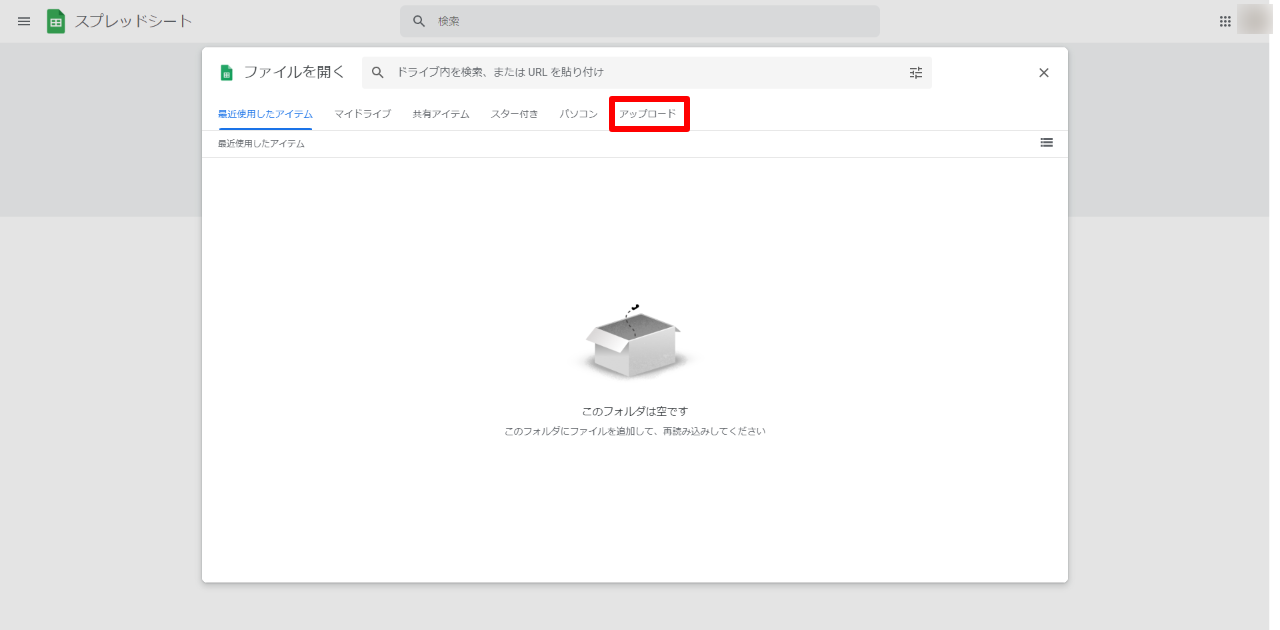 スプレッドシート
検索
ファイルを開く
ドライブ内を検索、または URL を貼り付け
最近使用したアイテム マイドライブ 共有アイテム スター付き パソコン アップロード
最近使用したアイテム
このフォルダは空です
このフォルダにファイルを追加して、再読み込みしてください